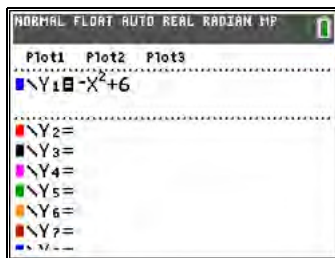 NORMAL FLOAT AUTO REAL RADIAN MP
Plot1 Plot2 Plot3
\Y₁=-X²+6
\Y₂=
\Y₃=
\Y₄=
\Y₅=
\Y₆=
\Y₇=